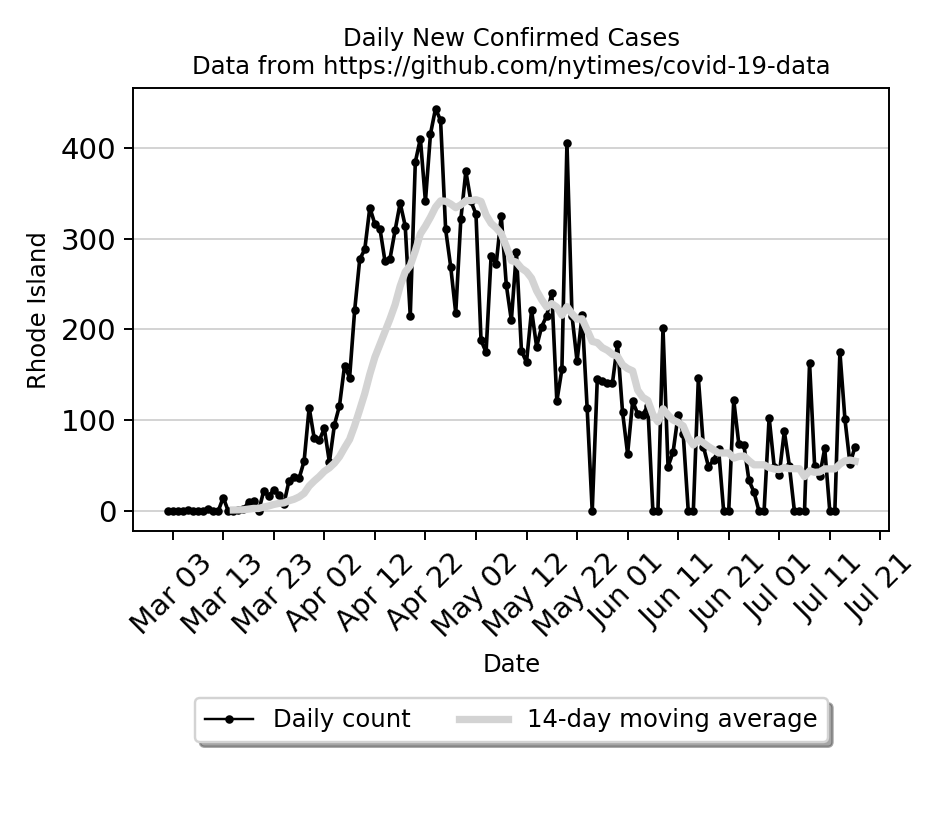 Daily New Confirmed Cases
Data from https://github.com/nytimes/covid-19-data
Rhode Island
400
300
200
100
0
Mar 03
Mar 13
Mar 23
Apr 02
Apr 12
Apr 22
May 02
May 12
May 22
Jun 01
Jun 11
Jun 21
Jul 01
Jul 11
Jul 21
Date
Daily count
14-day moving average